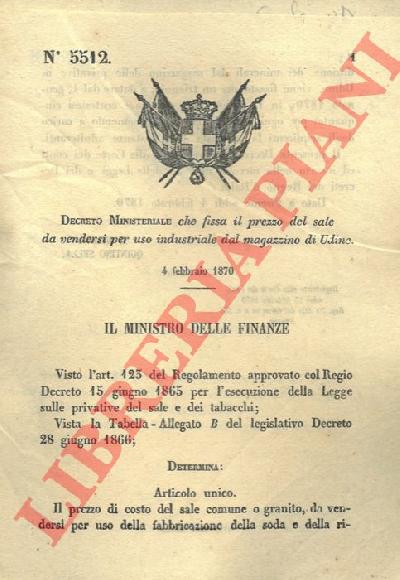 N° 5512.
1
DECRETO MINISTERIALE che fissa il prezzo del sale
da vendersi per uso industriale dal magazzino di Udine.
4 febbraio 1870
IL MINISTRO DELLE FINANZE
Visto l'art. 125 del Regolamento approvato col Regio
Decreto 15 giugno 1865 per l'esecuzione della Legge
sulle privative del sale e dei tabacchi;
Vista la Tabella-Allegato B del legislativo Decreto
28 giugno 1866;
DETERMINA:
Articolo unico.
Il prezzo di costo del sale comune o granito, da ven-
dersi per uso della fabbricazione della soda e della ri-
LIBRERIA PIANI